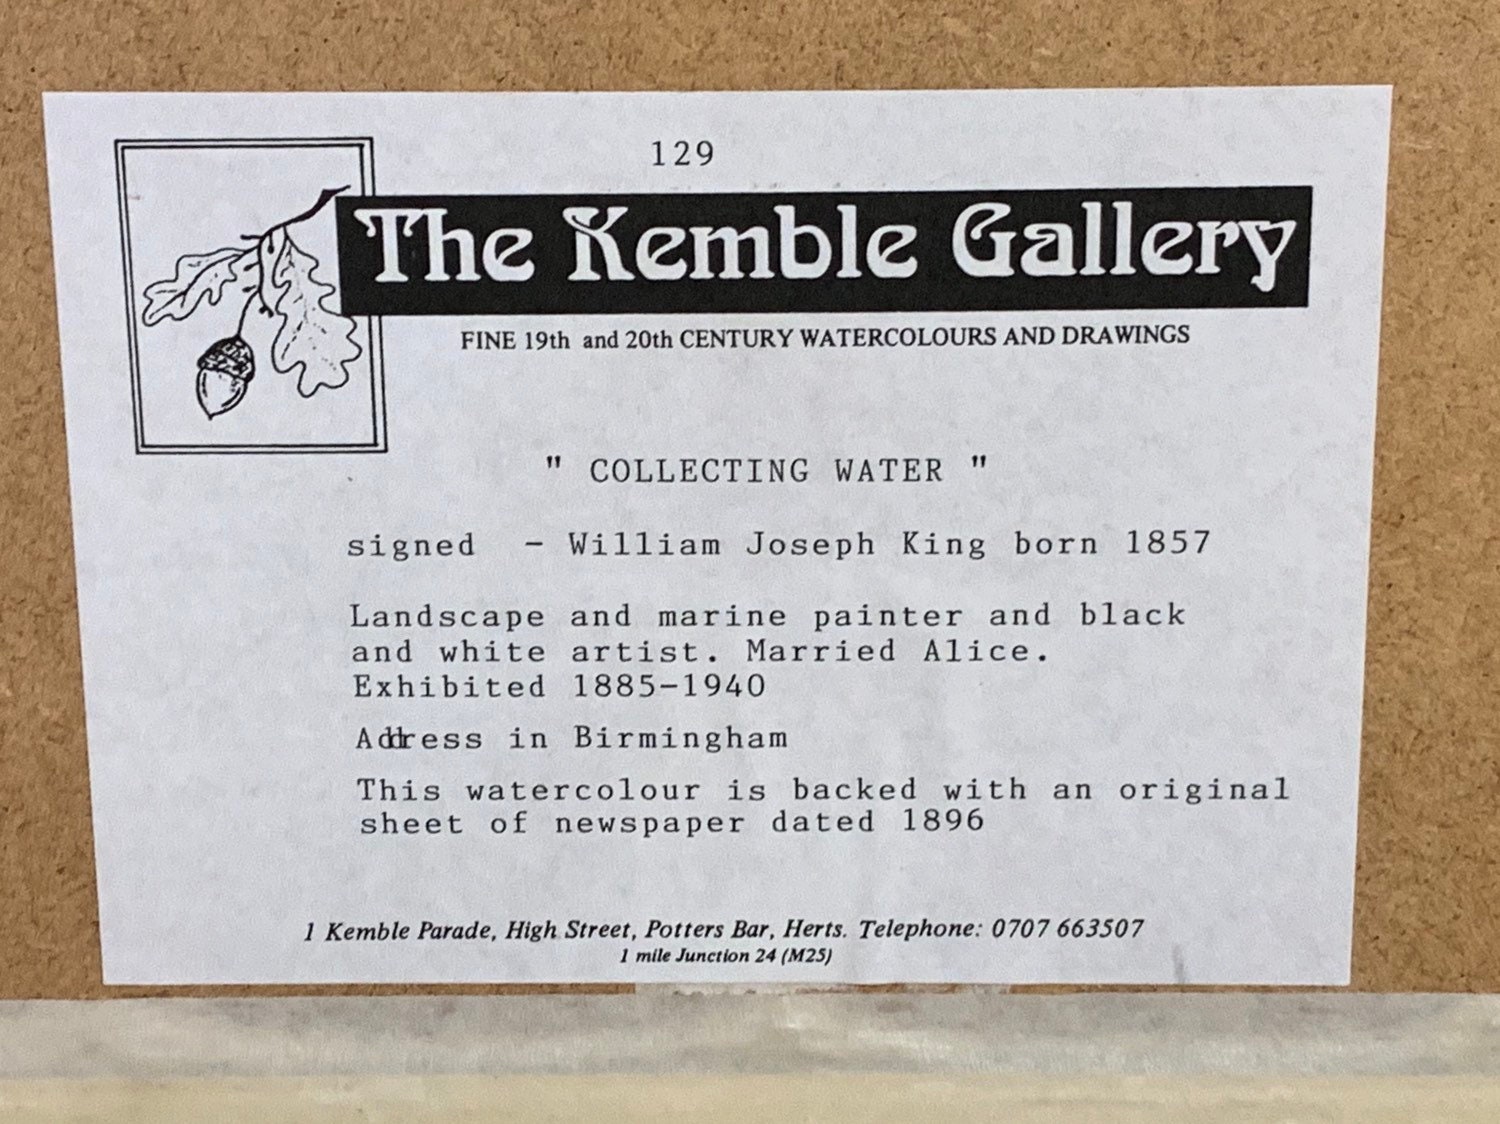 129
The Kemble Gallery
FINE 19th and 20th CENTURY WATERCOLOURS AND DRAWINGS
" COLLECTING WATER "
signed - William Joseph King born 1857
Landscape and marine painter and black
and white artist. Married Alice.
Exhibited 1885-1940
Address in Birmingham
This watercolour is backed with an original
sheet of newspaper dated 1896
1 Kemble Parade, High Street, Potters Bar, Herts. Telephone: 0707 663507
1 mile Junction 24 (M25)